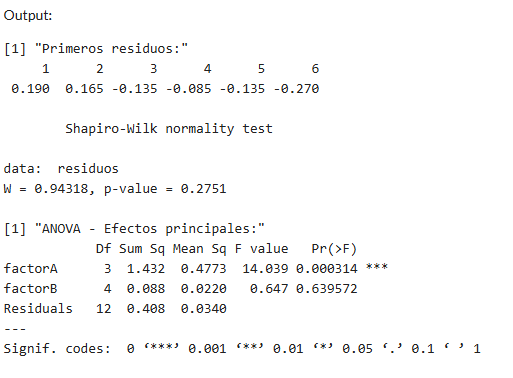 Output:
[1] "Primeros residuos:"
     1      2      3      4      5      6
 0.190  0.165 -0.135 -0.085 -0.135 -0.270
        Shapiro-Wilk normality test
data:  residuos
W = 0.94318, p-value = 0.2751
[1] "ANOVA - Efectos principales:"
            Df Sum Sq Mean Sq F value   Pr(>F)
factorA      3  1.432  0.4773  14.039 0.000314 ***
factorB      4  0.088  0.0220   0.647 0.639572
Residuals   12  0.408  0.0340
---
Signif. codes:  0 ‘***’ 0.001 ‘**’ 0.01 ‘*’ 0.05 ‘.’ 0.1 ‘ ’ 1